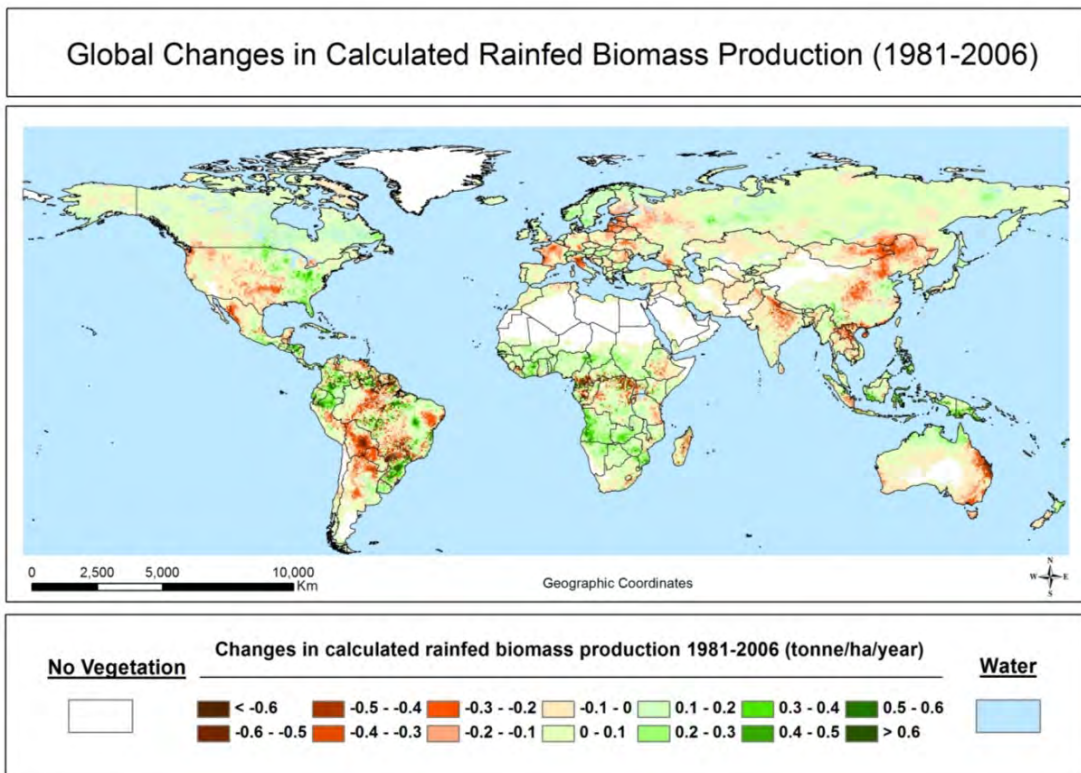 Global Changes in Calculated Rainfed Biomass Production (1981-2006)
0 2,500 5,000 10,000
Km
Geographic Coordinates
N
W E
S
Changes in calculated rainfed biomass production 1981-2006 (tonne/ha/year)
No Vegetation
Water
< -0.6 -0.5 - -0.4 -0.3 - -0.2 -0.1 - 0 0.1 - 0.2 0.3 - 0.4 0.5 - 0.6
-0.6 - -0.5 -0.4 - -0.3 -0.2 - -0.1 0 - 0.1 0.2 - 0.3 0.4 - 0.5 > 0.6